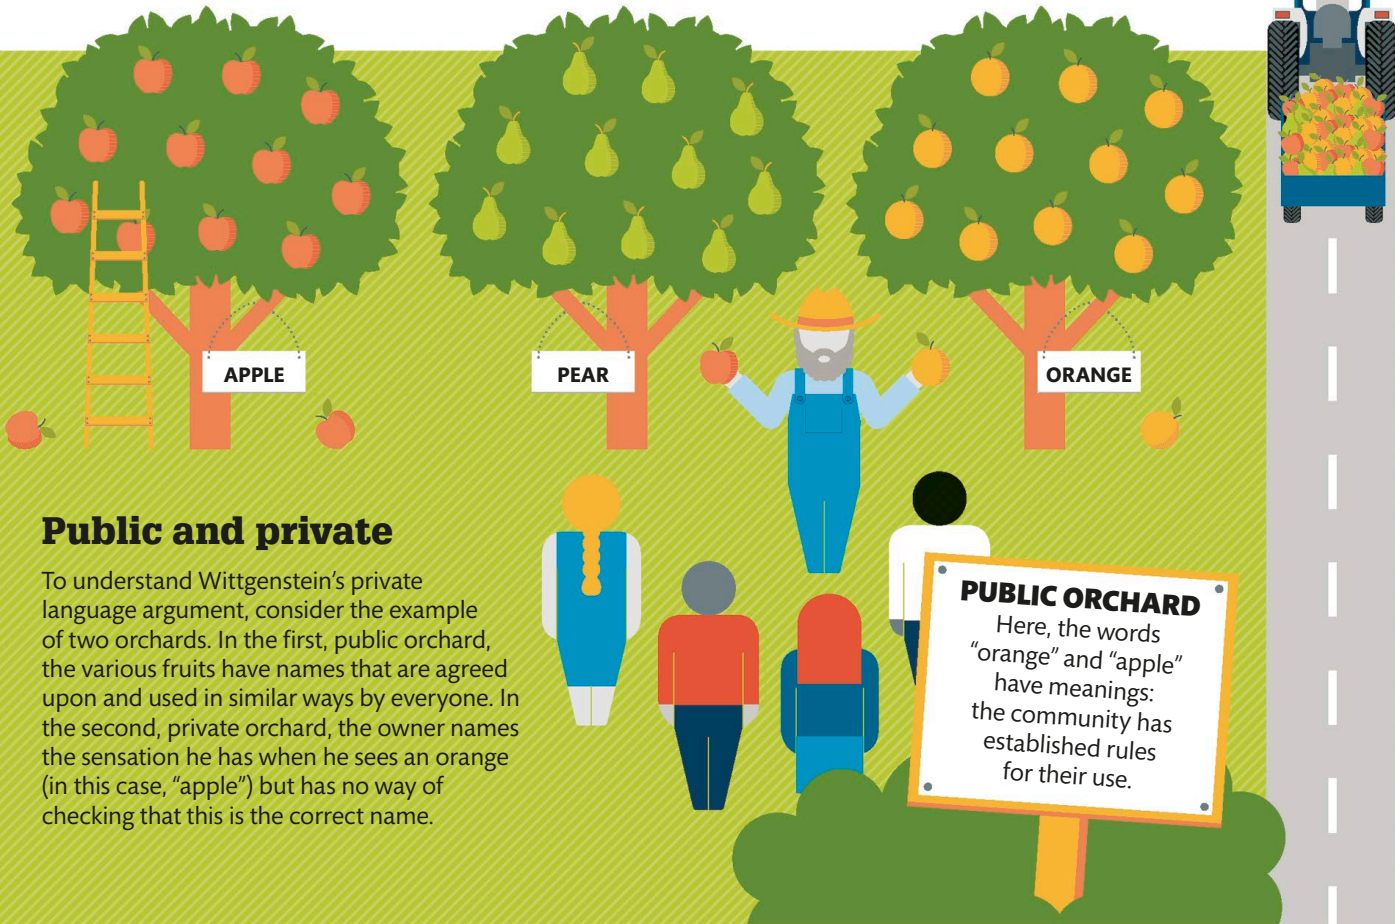 APPLE
PEAR
ORANGE
Public and private
To understand Wittgenstein’s private
language argument, consider the example
of two orchards. In the first, public orchard,
the various fruits have names that are agreed
upon and used in similar ways by everyone. In
the second, private orchard, the owner names
the sensation he has when he sees an orange
(in this case, “apple”) but has no way of
checking that this is the correct name.
PUBLIC ORCHARD
Here, the words
“orange” and “apple”
have meanings:
the community has
established rules
for their use.